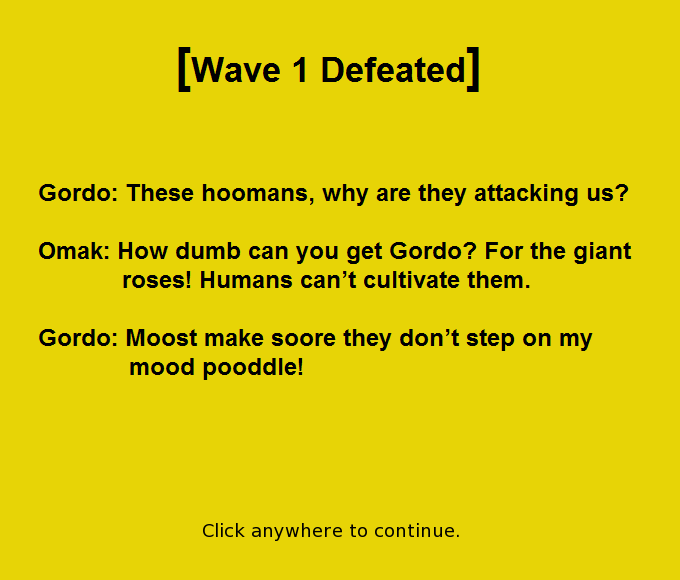 [Wave 1 Defeated]
Gordo: These hoomans, why are they attacking us?
Omak: How dumb can you get Gordo? For the giant
roses! Humans can’t cultivate them.
Gordo: Moost make soore they don’t step on my
mood pooddle!
Click anywhere to continue.